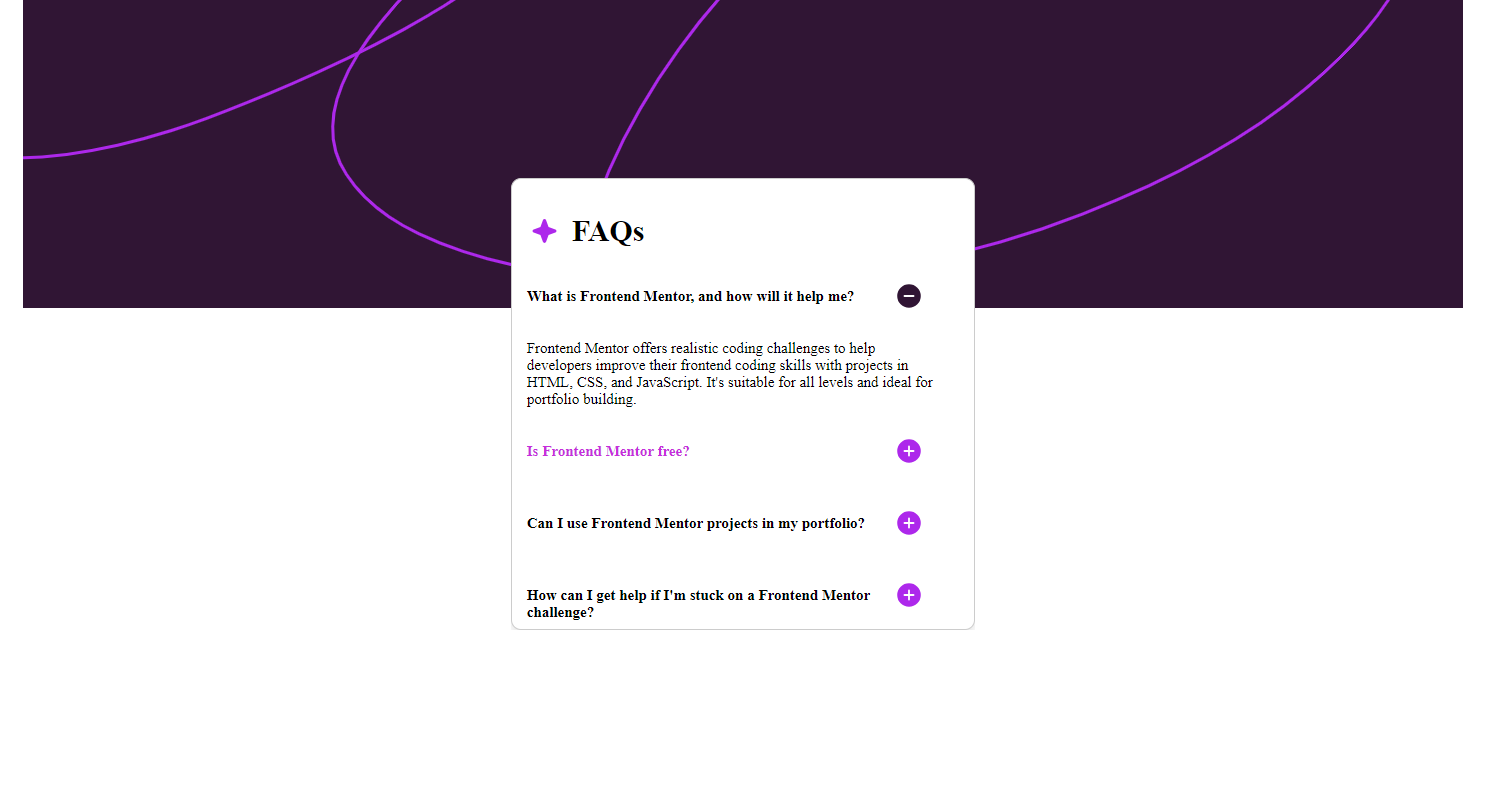 FAQs
What is Frontend Mentor, and how will it help me?
Frontend Mentor offers realistic coding challenges to help
developers improve their frontend coding skills with projects in
HTML, CSS, and JavaScript. It's suitable for all levels and ideal for
portfolio building.
Is Frontend Mentor free?
Can I use Frontend Mentor projects in my portfolio?
How can I get help if I'm stuck on a Frontend Mentor
challenge?